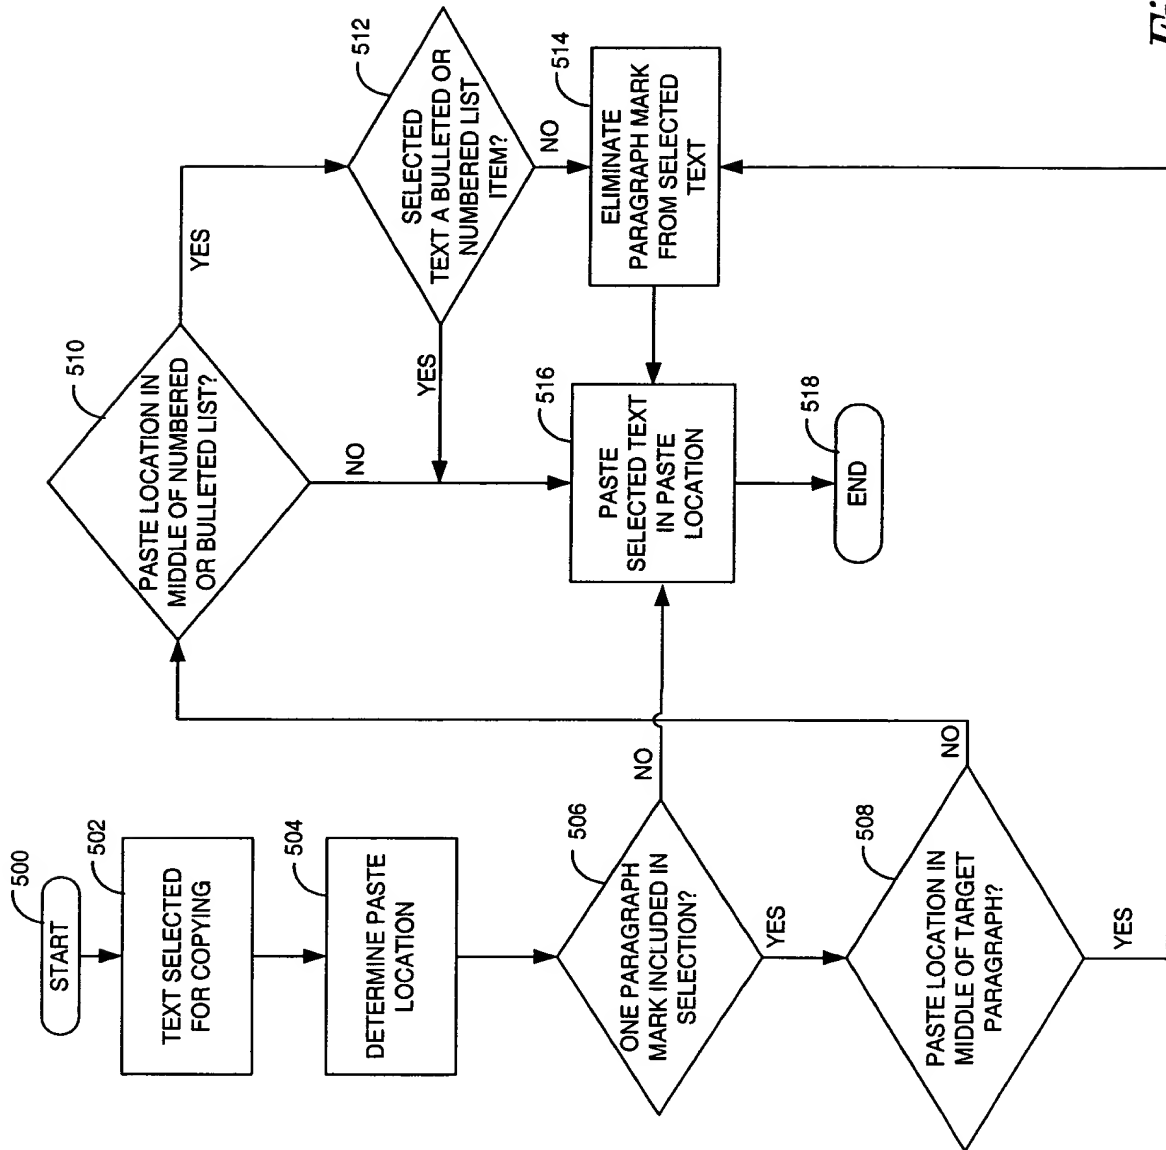 500
START
502
TEXT SELECTED
FOR COPYING
504
DETERMINE PASTE
LOCATION
506
ONE PARAGRAPH
MARK INCLUDED IN
SELECTION?
NO
YES
508
PASTE LOCATION IN
MIDDLE OF TARGET
PARAGRAPH?
NO
YES
510
PASTE LOCATION IN
MIDDLE OF NUMBERED
OR BULLETED LIST?
YES
NO
512
SELECTED
TEXT A BULLETED OR
NUMBERED LIST
ITEM?
YES
NO
514
ELIMINATE
PARAGRAPH MARK
FROM SELECTED
TEXT
516
PASTE
SELECTED TEXT
IN PASTE
LOCATION
518
END